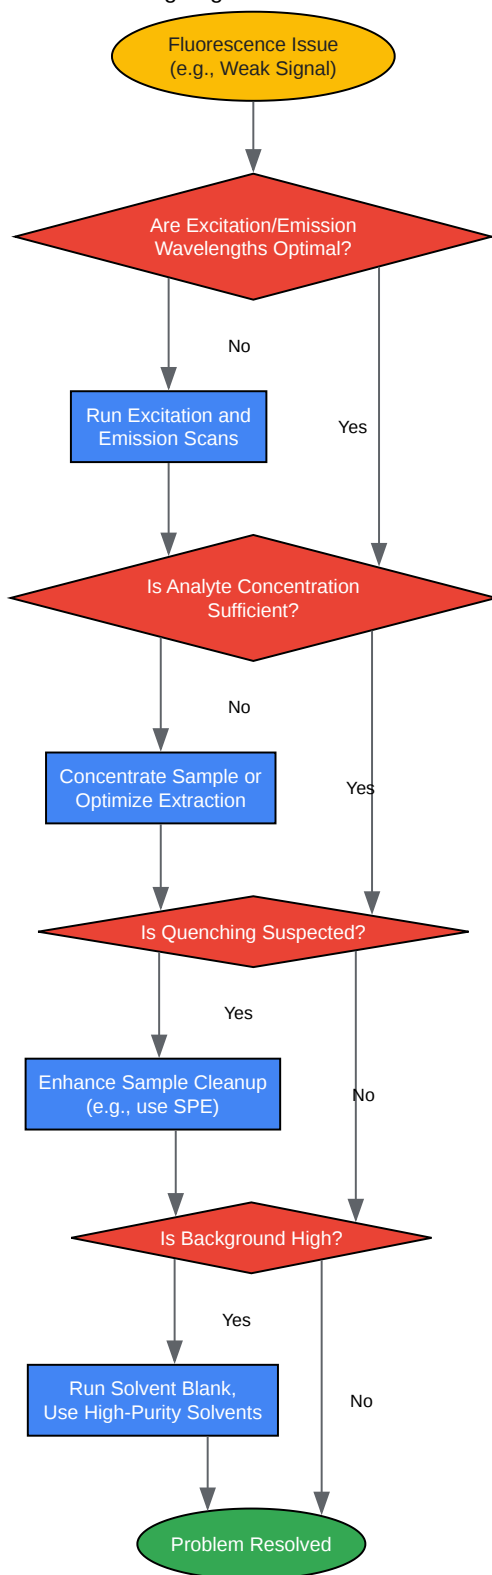 Fluorescence Issue
(e.g., Weak Signal)
Are Excitation/Emission
Wavelengths Optimal?
No
Run Excitation and
Emission Scans
Yes
Is Analyte Concentration
Sufficient?
No
Concentrate Sample or
Optimize Extraction
Yes
Is Quenching Suspected?
Yes
Enhance Sample Cleanup
(e.g., use SPE)
No
Is Background High?
Yes
Run Solvent Blank,
Use High-Purity Solvents
No
Problem Resolved